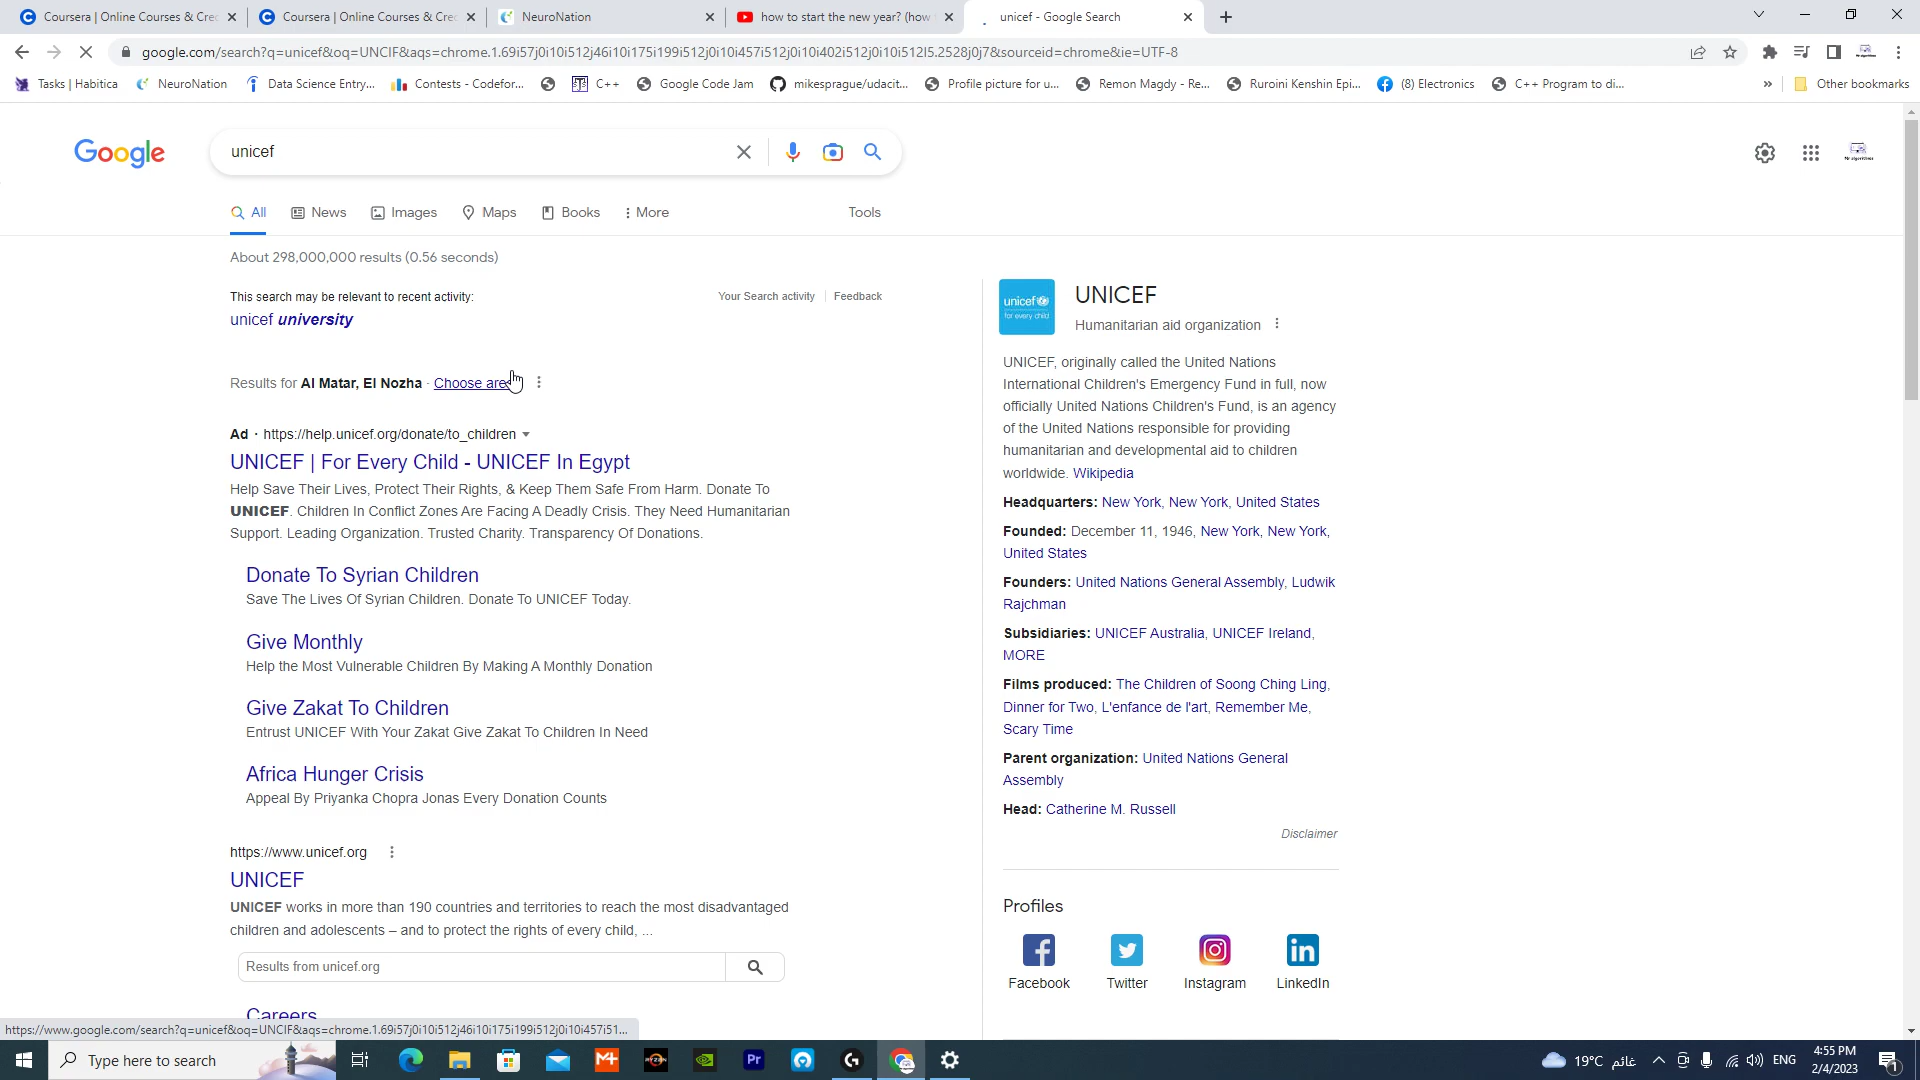 Coursera | Online Courses & Cre
Coursera | Online Courses & Cre
NeuroNation
how to start the new year? (how
unicef - Google Search
google.com/search?q=unicef&oq=UNCIF&aqs=chrome.1.69i57j0i10i512j46i10i175i199i512j0i10i457i512j0i10i402i512j0i10i512l5.2528j0j7&sourceid=chrome&ie=UTF-8
Tasks | Habitica
NeuroNation
Data Science Entry...
Contests - Codefor...
C++
Google Code Jam
mikesprague/udacit...
Profile picture for u...
Remon Magdy - Re...
Ruroini Kenshin Epi...
(8) Electronics
C++ Program to di...
»
Other bookmarks
Google
unicef
All
News
Images
Maps
Books
More
Tools
About 298,000,000 results (0.56 seconds)
This search may be relevant to recent activity:
Your Search activity
Feedback
unicef university
Results for Al Matar, El Nozha · Choose are
Ad · https://help.unicef.org/donate/to_children
UNICEF | For Every Child - UNICEF In Egypt
Help Save Their Lives, Protect Their Rights, & Keep Them Safe From Harm. Donate To
UNICEF. Children In Conflict Zones Are Facing A Deadly Crisis. They Need Humanitarian
Support. Leading Organization. Trusted Charity. Transparency Of Donations.
Donate To Syrian Children
Save The Lives Of Syrian Children. Donate To UNICEF Today.
Give Monthly
Help the Most Vulnerable Children By Making A Monthly Donation
Give Zakat To Children
Entrust UNICEF With Your Zakat Give Zakat To Children In Need
Africa Hunger Crisis
Appeal By Priyanka Chopra Jonas Every Donation Counts
https://www.unicef.org
UNICEF
UNICEF works in more than 190 countries and territories to reach the most disadvantaged
children and adolescents – and to protect the rights of every child, ...
Results from unicef.org
Careers
unicef
for every child
UNICEF
Humanitarian aid organization
UNICEF, originally called the United Nations
International Children's Emergency Fund in full, now
officially United Nations Children's Fund, is an agency
of the United Nations responsible for providing
humanitarian and developmental aid to children
worldwide. Wikipedia
Headquarters: New York, New York, United States
Founded: December 11, 1946, New York, New York,
United States
Founders: United Nations General Assembly, Ludwik
Rajchman
Subsidiaries: UNICEF Australia, UNICEF Ireland,
MORE
Films produced: The Children of Soong Ching Ling,
Dinner for Two, L'enfance de l'art, Remember Me,
Scary Time
Parent organization: United Nations General
Assembly
Head: Catherine M. Russell
Disclaimer
Profiles
Facebook
Twitter
Instagram
LinkedIn
https://www.google.com/search?q=unicef&oq=UNCIF&aqs=chrome.1.69i57j0i10i512j46i10i175i199i512j0i10i457i51...
Type here to search
M+
RYZEN
Pr
19°C غائم
ENG
4:55 PM
2/4/2023
1